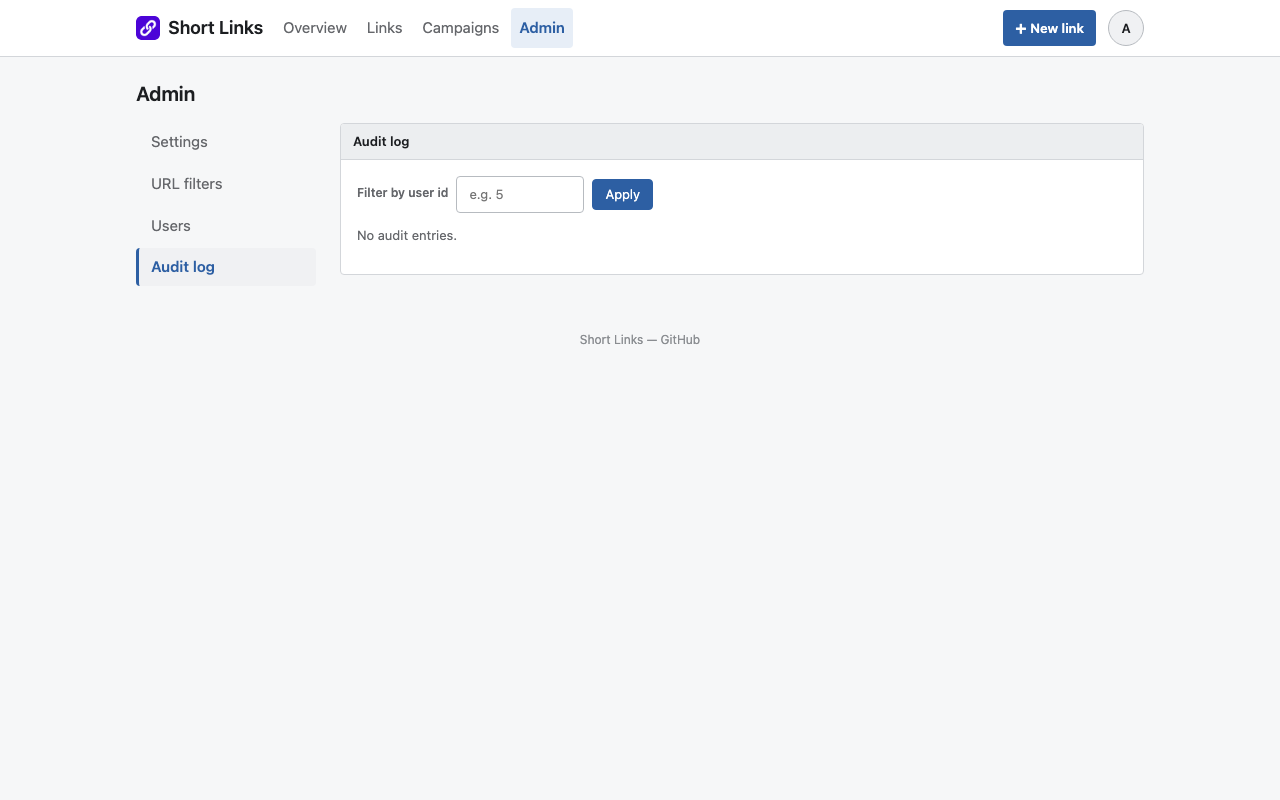 Short Links Overview Links Campaigns Admin + New link A
Admin
Settings
URL filters
Users
Audit log
Audit log
Filter by user id e.g. 5 Apply
No audit entries.
Short Links — GitHub